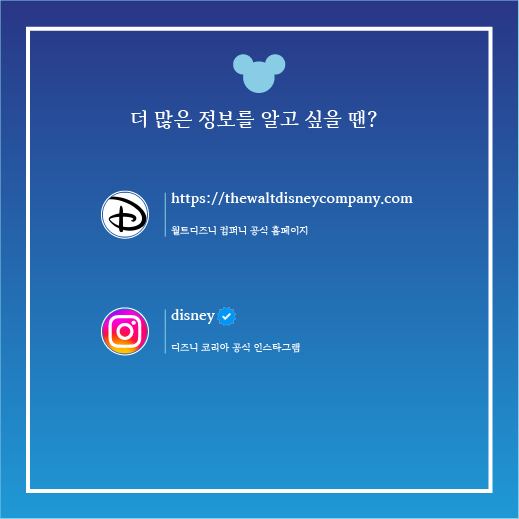 더 많은 정보를 알고 싶을 땐?
https://thewaltdisneycompany.com
월트디즈니 컴퍼니 공식 홈페이지
disney
디즈니 코리아 공식 인스타그램